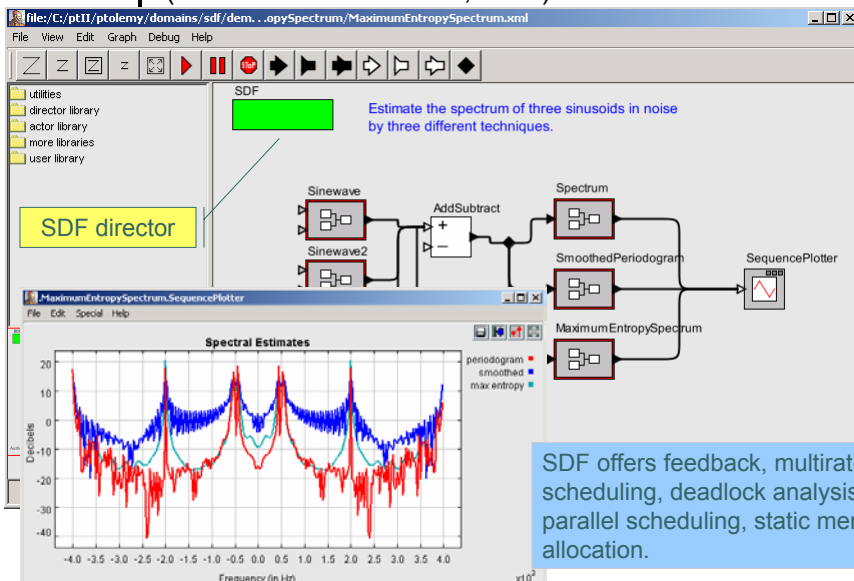 file:/C:/ptII/ptolemy/domains/sdf/dem. . .opySpectrum/MaximumEntropySpectrum.xml
File View Edit Graph Debug Help
STOP
utilities
director library
actor library
more libraries
user library
SDF
Estimate the spectrum of three sinusoids in noise
by three different techniques.
SDF director
Sinewave
AddSubtract
Spectrum
Sinewave2
SmoothedPeriodogram
SequencePlotter
MaximumEntropySpectrum
.MaximumEntropySpectrum.SequencePlotter
File Edit Special Help
Spectral Estimates
periodogram
smoothed
max entropy
Decibels
20
10
0
-10
-20
-30
-40
-4.0 -3.5 -3.0 -2.5 -2.0 -1.5 -1.0 -0.5 0.0 0.5 1.0 1.5 2.0 2.5 3.0 3.5 4.0
Frequency (in Hz)
x10³
SDF offers feedback, multirat
scheduling, deadlock analysis
parallel scheduling, static mer
allocation.